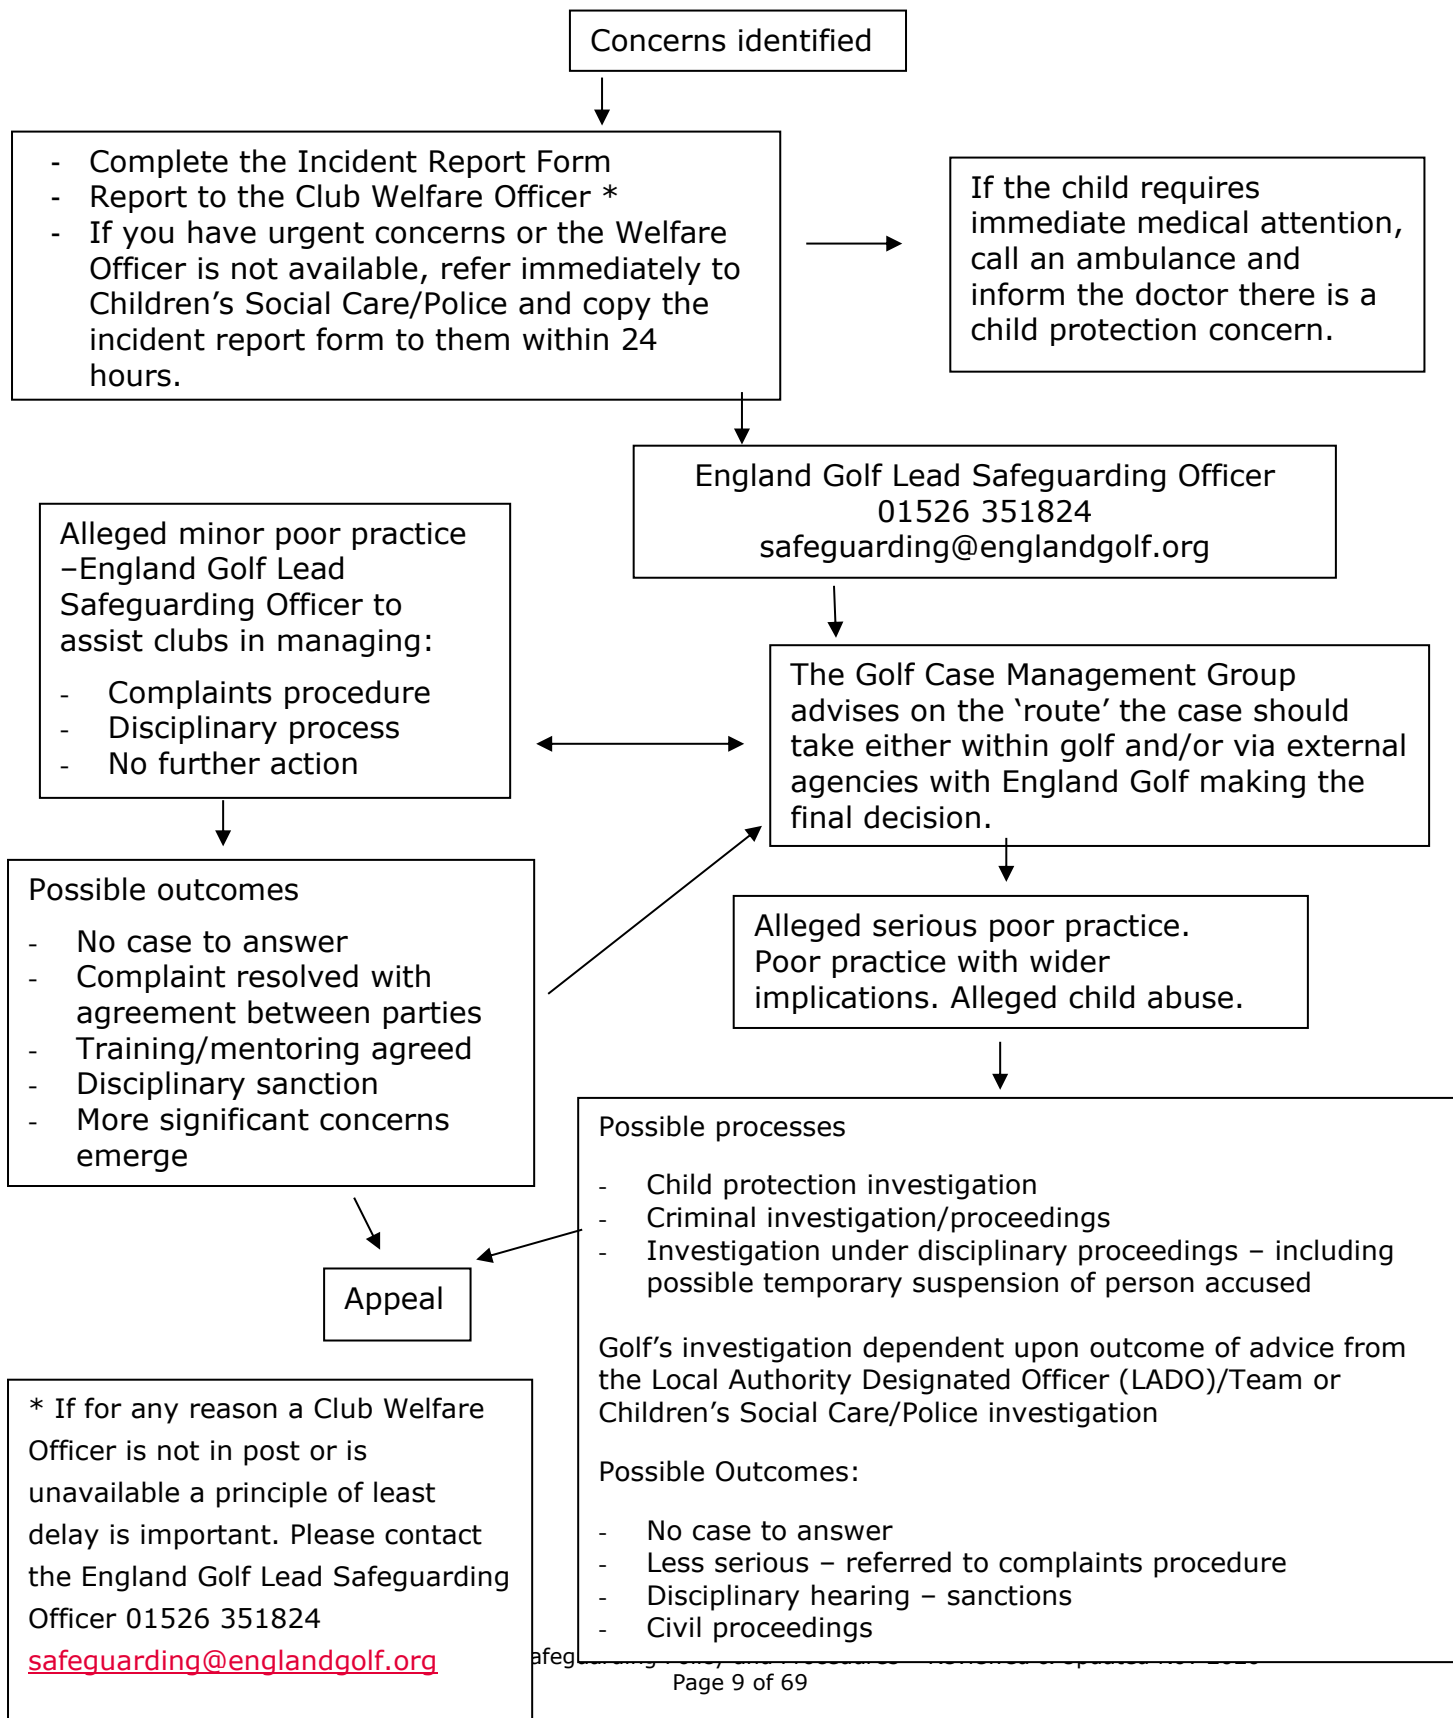 Concerns identified
- Complete the Incident Report Form
- Report to the Club Welfare Officer *
- If you have urgent concerns or the Welfare
Officer is not available, refer immediately to
Children’s Social Care/Police and copy the
incident report form to them within 24
hours.
If the child requires
immediate medical attention,
call an ambulance and
inform the doctor there is a
child protection concern.
England Golf Lead Safeguarding Officer
01526 351824
safeguarding@englandgolf.org
Alleged minor poor practice
–England Golf Lead
Safeguarding Officer to
assist clubs in managing:
- Complaints procedure
- Disciplinary process
- No further action
The Golf Case Management Group
advises on the ‘route’ the case should
take either within golf and/or via external
agencies with England Golf making the
final decision.
Possible outcomes
- No case to answer
- Complaint resolved with
agreement between parties
- Training/mentoring agreed
- Disciplinary sanction
- More significant concerns
emerge
Alleged serious poor practice.
Poor practice with wider
implications. Alleged child abuse.
Possible processes
- Child protection investigation
- Criminal investigation/proceedings
- Investigation under disciplinary proceedings – including
possible temporary suspension of person accused
Golf’s investigation dependent upon outcome of advice from
the Local Authority Designated Officer (LADO)/Team or
Children’s Social Care/Police investigation
Possible Outcomes:
- No case to answer
- Less serious – referred to complaints procedure
- Disciplinary hearing – sanctions
- Civil proceedings
Appeal
* If for any reason a Club Welfare
Officer is not in post or is
unavailable a principle of least
delay is important. Please contact
the England Golf Lead Safeguarding
Officer 01526 351824
safeguarding@englandgolf.org
Page 9 of 69